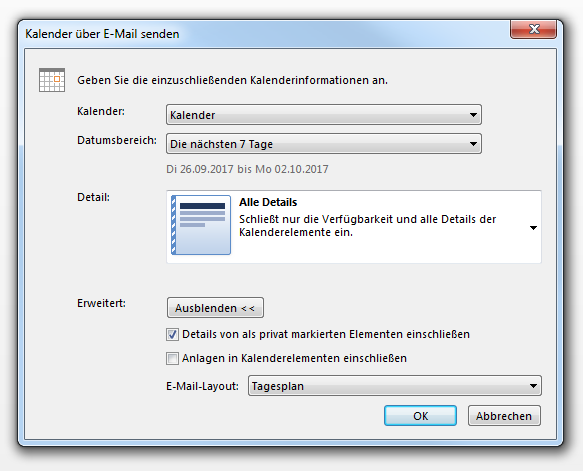 Kalender über E-Mail senden
Geben Sie die einzuschließenden Kalenderinformationen an.
Kalender: Kalender
Datumsbereich: Die nächsten 7 Tage
Di 26.09.2017 bis Mo 02.10.2017
Detail: Alle Details
Schließt nur die Verfügbarkeit und alle Details der
Kalenderelemente ein.
Erweitert: Ausblenden <<
Details von als privat markierten Elementen einschließen
Anlagen in Kalenderelementen einschließen
E-Mail-Layout: Tagesplan
OK Abbrechen